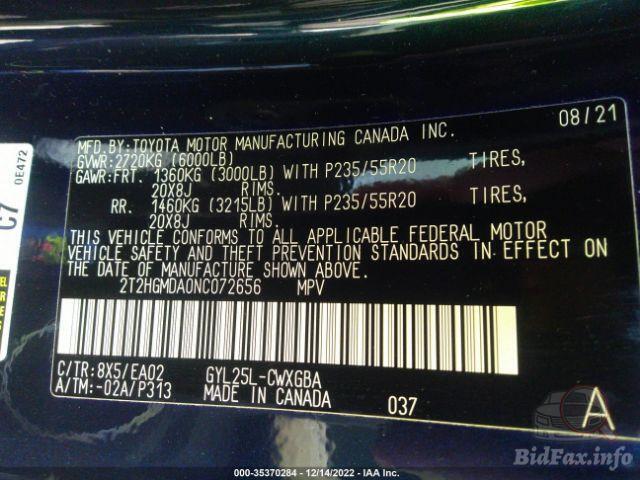 08/21
MFD.BY:TOYOTA MOTOR MANUFACTURING CANADA INC.
GVWR:2720KG (6000LB)
GAWR:FRT. 1360KG (3000LB) WITH P235/55R20 TIRES,
20X8J RIMS.
RR. 1460KG (3215LB) WITH P235/55R20 TIRES,
20X8J RIMS.
THIS VEHICLE CONFORMS TO ALL APPLICABLE FEDERAL MOTOR
VEHICLE SAFETY AND THEFT PREVENTION STANDARDS IN EFFECT ON
THE DATE OF MANUFACTURE SHOWN ABOVE.
2T2HGMDA0NC072656 MPV
C/TR:8X5/EA02 GYL25L-CWXGBA
A/TM:-02A/P313 MADE IN CANADA 037
A
0E472
C7
BidFax.info
000-35370284 - 12/14/2022 - IAA Inc.